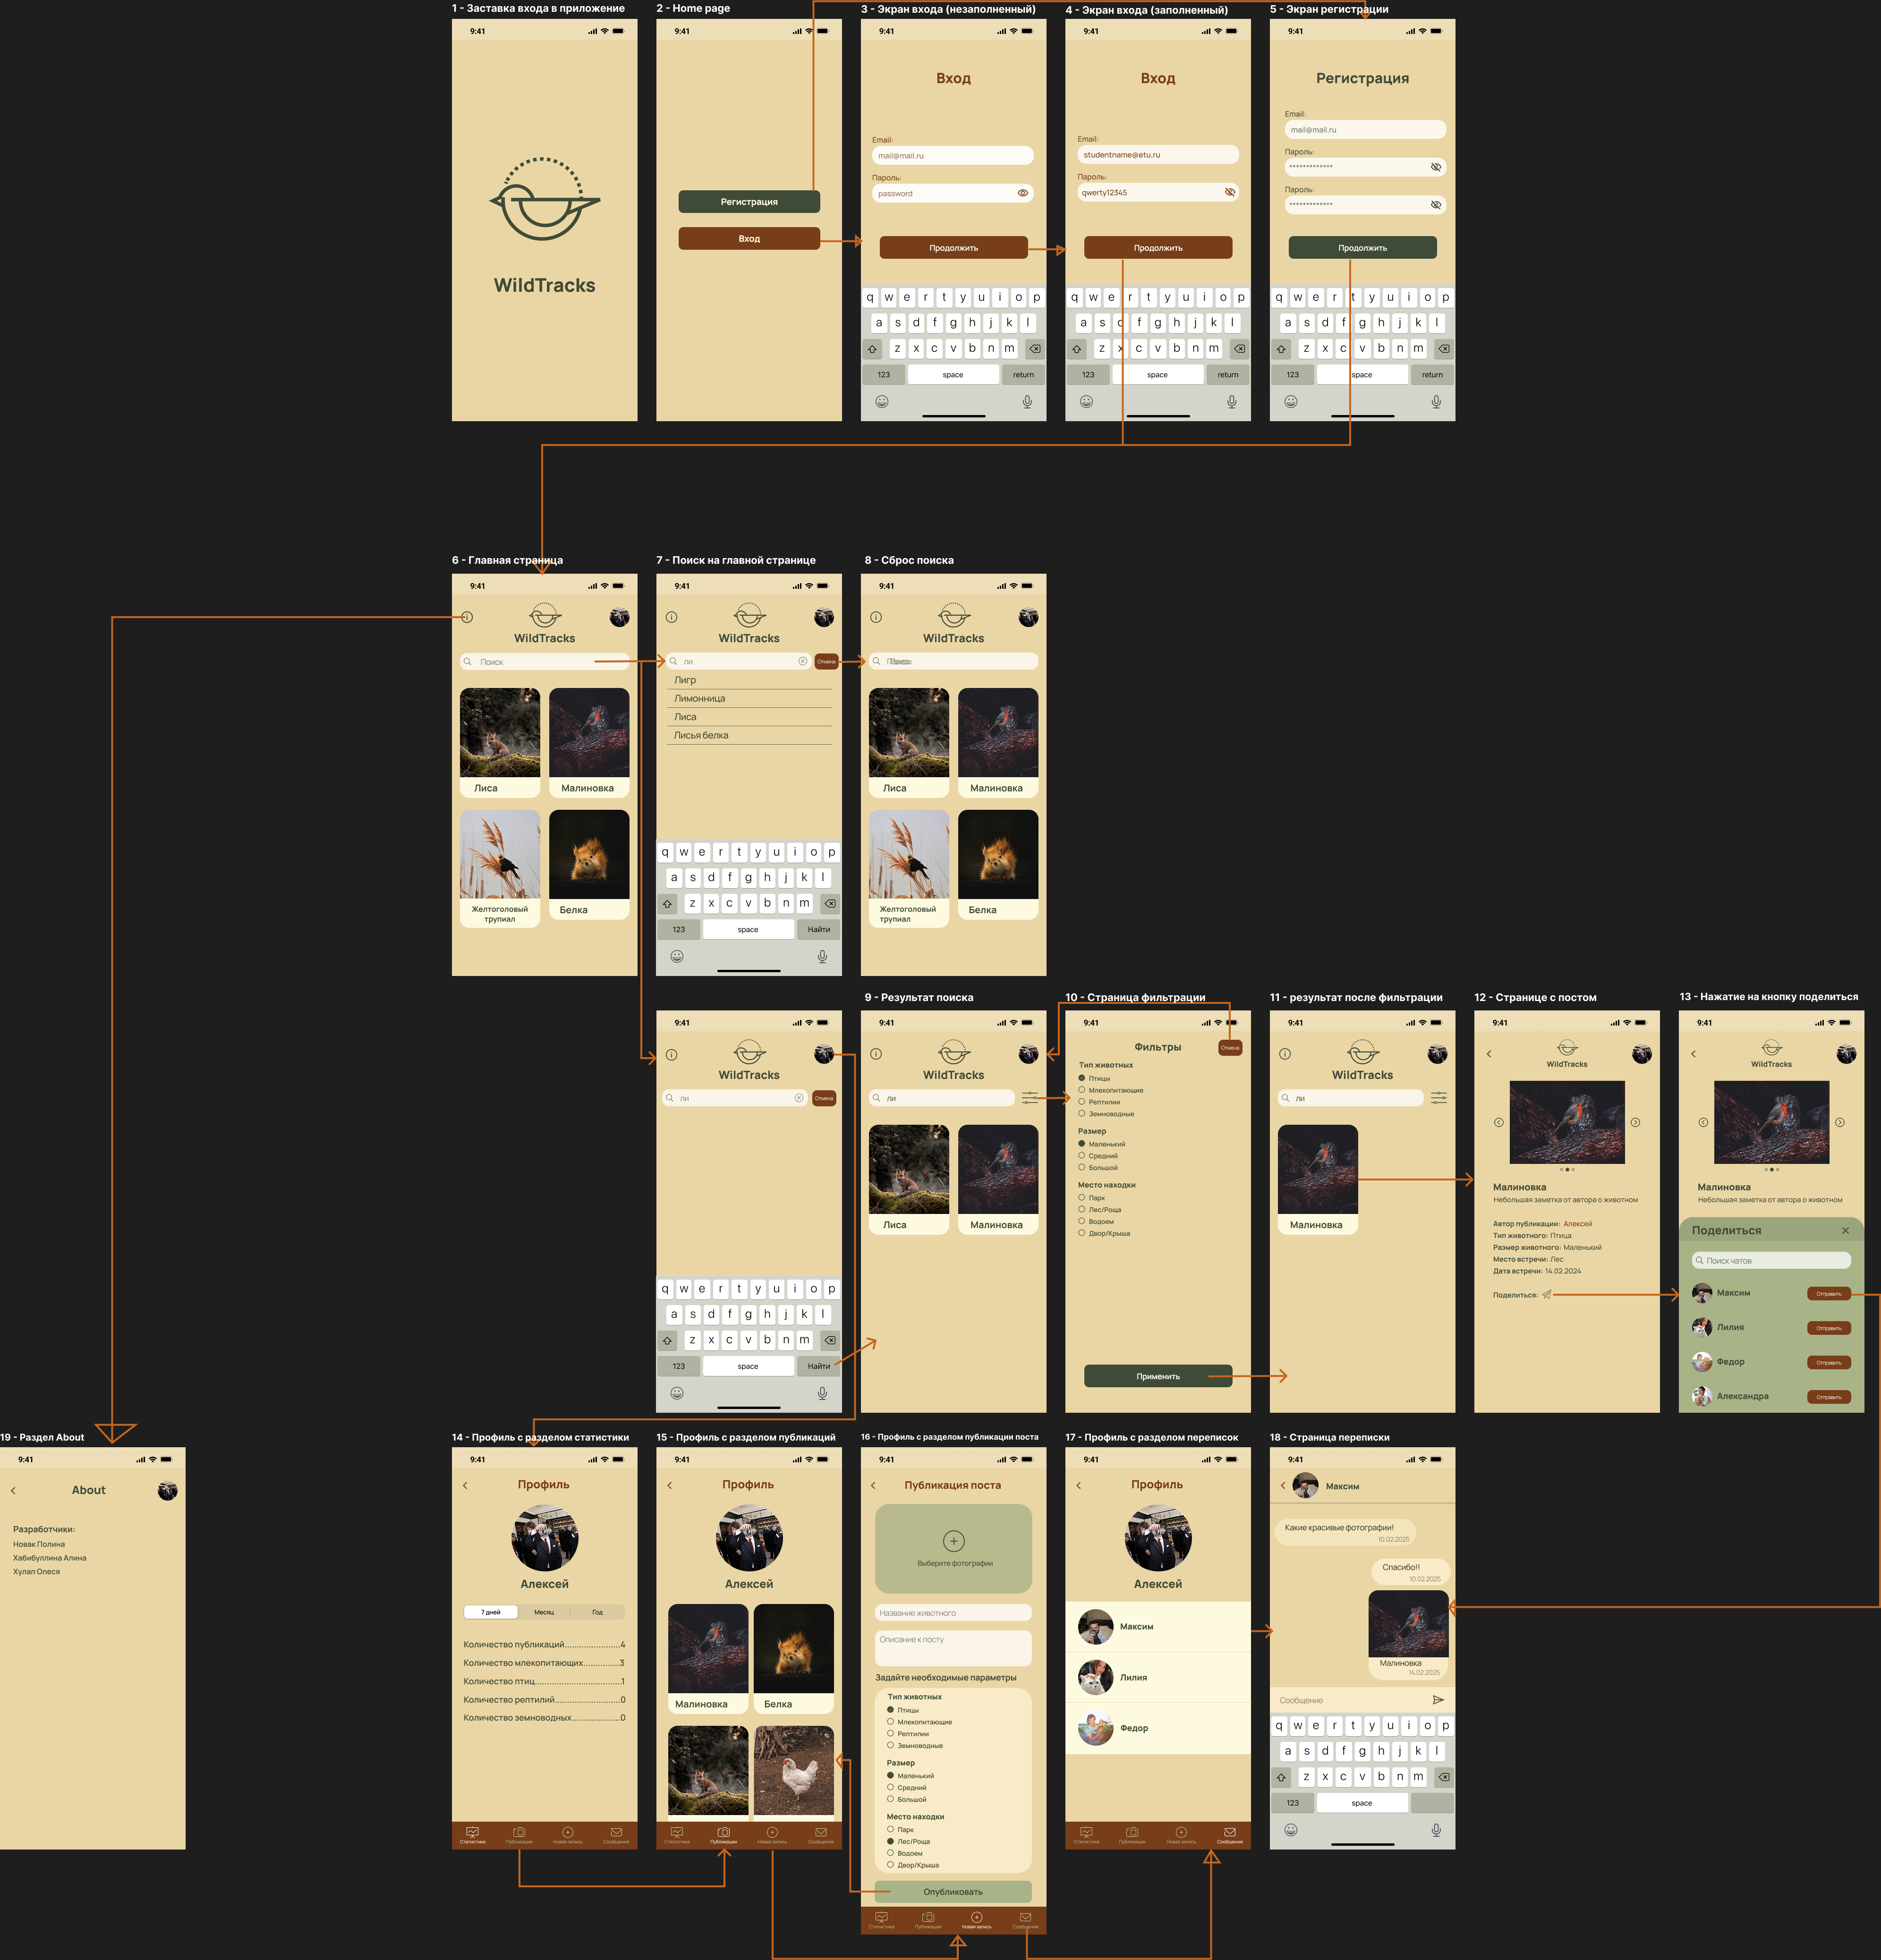 1 - Заставка входа в приложение
9:41
WildTracks
2 - Home page
9:41
Регистрация
Вход
3 - Экран входа (незаполненный)
9:41
Вход
Email:
mail@mail.ru
Пароль:
password
Продолжить
q w e r t y u i o p
a s d f g h j k l
z x c v b n m
123 space return
4 - Экран входа (заполненный)
9:41
Вход
Email:
studentname@etu.ru
Пароль:
qwerty12345
Продолжить
q w e r t y u i o p
a s d f g h j k l
z x c v b n m
123 space return
5 - Экран регистрации
9:41
Регистрация
Email:
mail@mail.ru
Пароль:
*************
Пароль:
*************
Продолжить
q w e r t y u i o p
a s d f g h j k l
z x c v b n m
123 space return
6 - Главная страница
9:41
WildTracks
Поиск
Лиса
Малиновка
Желтоголовый
трупиал
Белка
7 - Поиск на главной странице
9:41
WildTracks
ли
Отмена
Лигр
Лимонница
Лиса
Лисья белка
q w e r t y u i o p
a s d f g h j k l
z x c v b n m
123 space Найти
8 - Сброс поиска
9:41
WildTracks
Лиса
Малиновка
Желтоголовый
трупиал
Белка
9:41
WildTracks
ли
Отмена
q w e r t y u i o p
a s d f g h j k l
z x c v b n m
123 space Найти
9 - Результат поиска
9:41
WildTracks
ли
Лиса
Малиновка
10 - Страница фильтрации
9:41
Фильтры
Отмена
Тип животных
Птицы
Млекопитающие
Рептилии
Земноводные
Размер
Маленький
Средний
Большой
Место находки
Парк
Лес/Роща
Водоем
Двор/Крыша
Применить
11 - результат после фильтрации
9:41
WildTracks
ли
Малиновка
12 - Странице с постом
9:41
WildTracks
Малиновка
Небольшая заметка от автора о животном
Автор публикации: Алексей
Тип животного: Птица
Размер животного: Маленький
Место встречи: Лес
Дата встречи: 14.02.2024
Поделиться:
13 - Нажатие на кнопку поделиться
9:41
WildTracks
Малиновка
Небольшая заметка от автора о животном
Поделиться
Поиск чатов
Максим Отправить
Лилия Отправить
Федор Отправить
Александра Отправить
19 - Раздел About
9:41
About
Разработчики:
Новак Полина
Хабибуллина Алина
Хулап Олеся
14 - Профиль с разделом статистики
9:41
Профиль
Алексей
7 дней Месяц Год
Количество публикаций.......................4
Количество млекопитающих...............3
Количество птиц....................................1
Количество рептилий...........................0
Количество земноводных....................0
Статистика Публикации Новая запись Сообщения
15 - Профиль с разделом публикаций
9:41
Профиль
Алексей
Малиновка
Белка
Статистика Публикации Новая запись Сообщения
16 - Профиль с разделом публикации поста
9:41
Публикация поста
Выберите фотографии
Название животного
Описание к посту
Задайте необходимые параметры
Тип животных
Птицы
Млекопитающие
Рептилии
Земноводные
Размер
Маленький
Средний
Большой
Место находки
Парк
Лес/Роща
Водоем
Двор/Крыша
Опубликовать
Статистика Публикации Новая запись Сообщения
17 - Профиль с разделом переписок
9:41
Профиль
Алексей
Максим
Лилия
Федор
Статистика Публикации Новая запись Сообщения
18 - Страница переписки
9:41
Максим
Какие красивые фотографии!
10.02.2025
Спасибо!!
10.02.2025
Малиновка
14.02.2025
Сообщение
q w e r t y u i o p
a s d f g h j k l
z x c v b n m
123 space